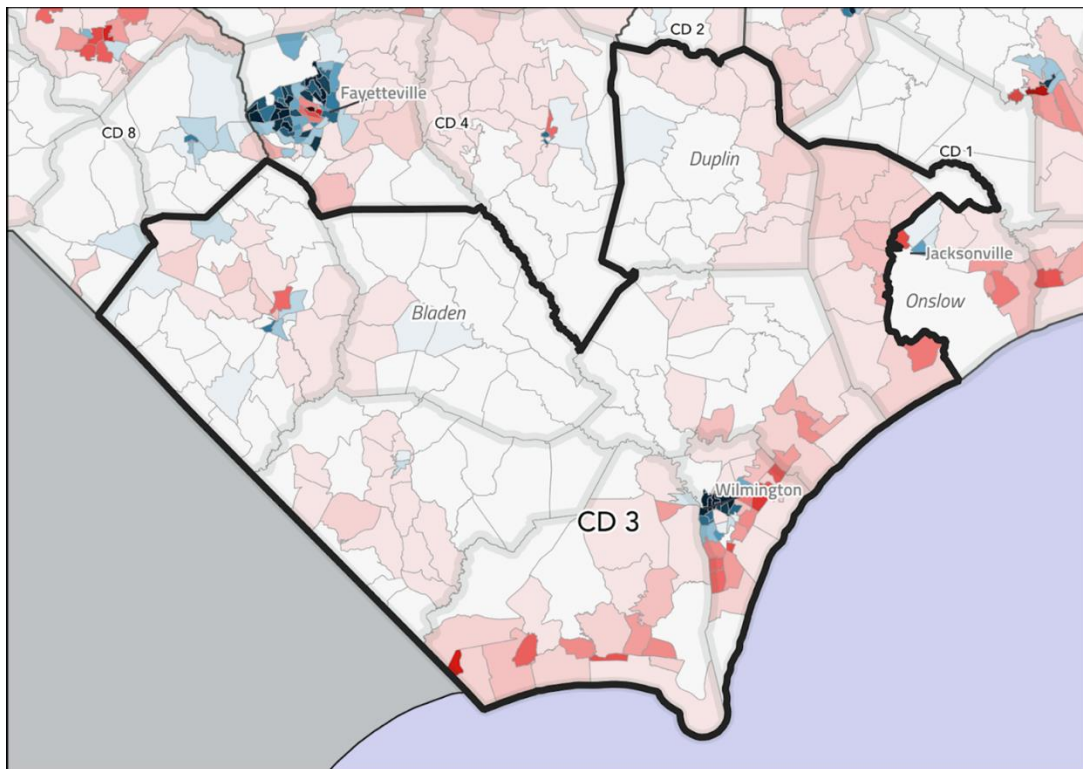 CD 2
Fayetteville
CD 4
CD 8
Duplin
CD 1
Jacksonville
Onslow
Bladen
Wilmington
CD 3